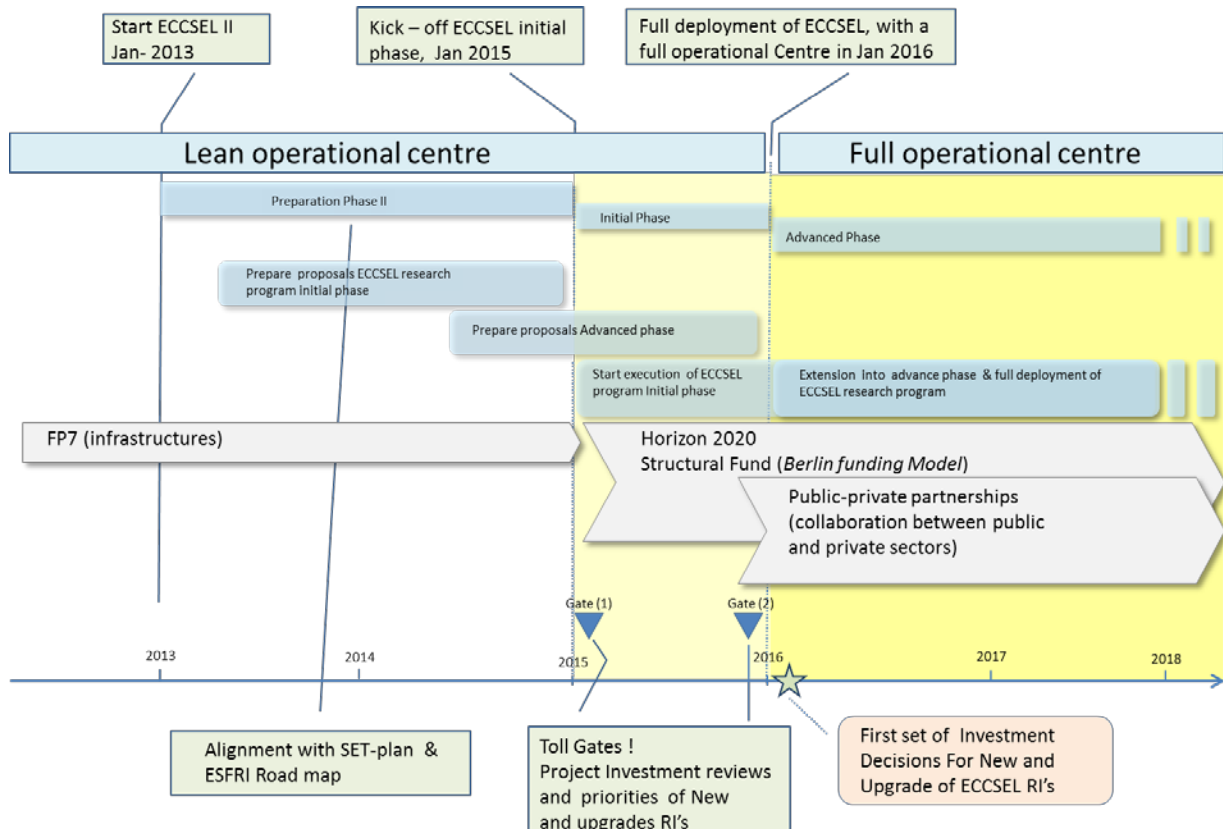 Start ECCSEL II
Jan- 2013
Kick – off ECCSEL initial
phase, Jan 2015
Full deployment of ECCSEL, with a
full operational Centre in Jan 2016
Lean operational centre
Full operational centre
Preparation Phase II
Initial Phase
Advanced Phase
Prepare proposals ECCSEL research
program Initial phase
Prepare proposals Advanced phase
Start execution of ECCSEL
program Initial phase
Extension Into advance phase & full deployment of
ECCSEL research program
FP7 (infrastructures)
Horizon 2020
Structural Fund (Berlin funding Model)
Public-private partnerships
(collaboration between public
and private sectors)
Gate (1)
Gate (2)
2013
2014
2015
2016
2017
2018
Alignment with SET-plan &
ESFRI Road map
Toll Gates !
Project Investment reviews
and priorities of New
and upgrades RI's
First set of Investment
Decisions For New and
Upgrade of ECCSEL RI's